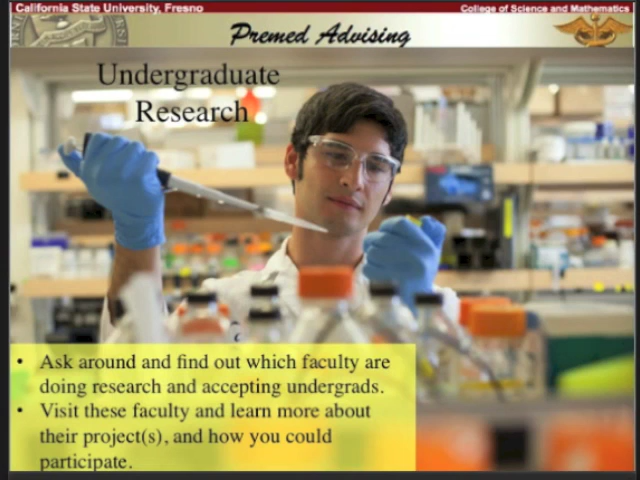 California State University, Fresno
College of Science and Mathematics
Premed Advising
Undergraduate
Research
• Ask around and find out which faculty are
doing research and accepting undergrads.
• Visit these faculty and learn more about
their project(s), and how you could
participate.